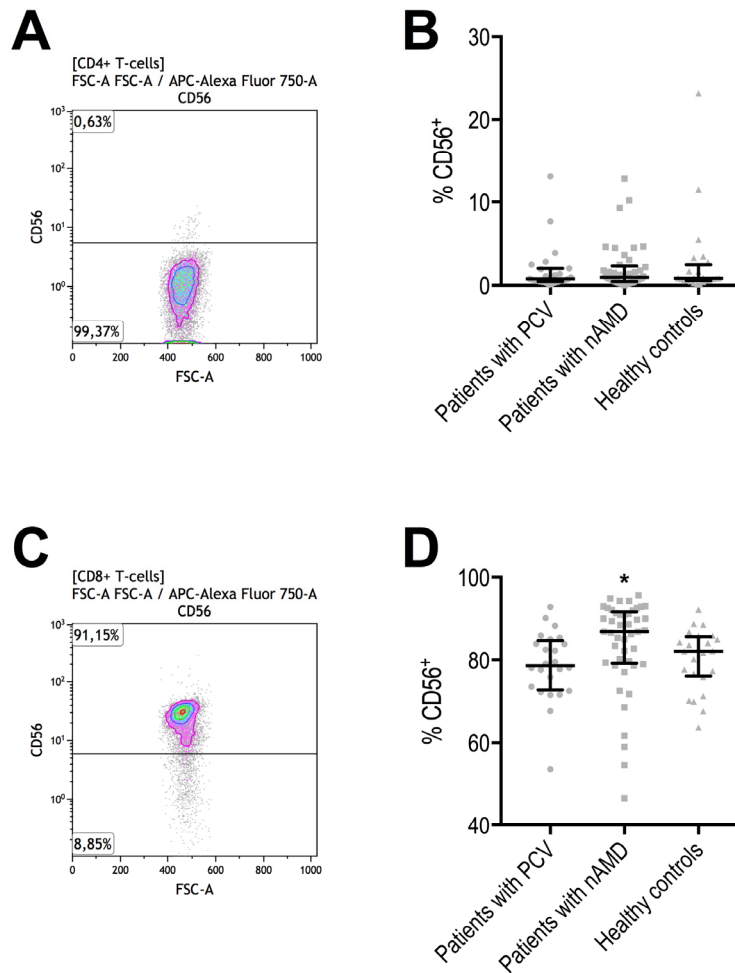 A
[CD4+ T-cells]
FSC-A FSC-A / APC-Alexa Fluor 750-A
CD56
10³
0,63%
10²
10¹
10⁰
99,37%
CD56
0
200
400
600
800
1000
FSC-A
B
30
20
10
0
% CD56⁺
Patients with PCV
Patients with nAMD
Healthy controls
C
[CD8+ T-cells]
FSC-A FSC-A / APC-Alexa Fluor 750-A
CD56
10³
91,15%
10²
10¹
10⁰
8,85%
CD56
0
200
400
600
800
1000
FSC-A
D
100
80
60
40
% CD56⁺
*
Patients with PCV
Patients with nAMD
Healthy controls